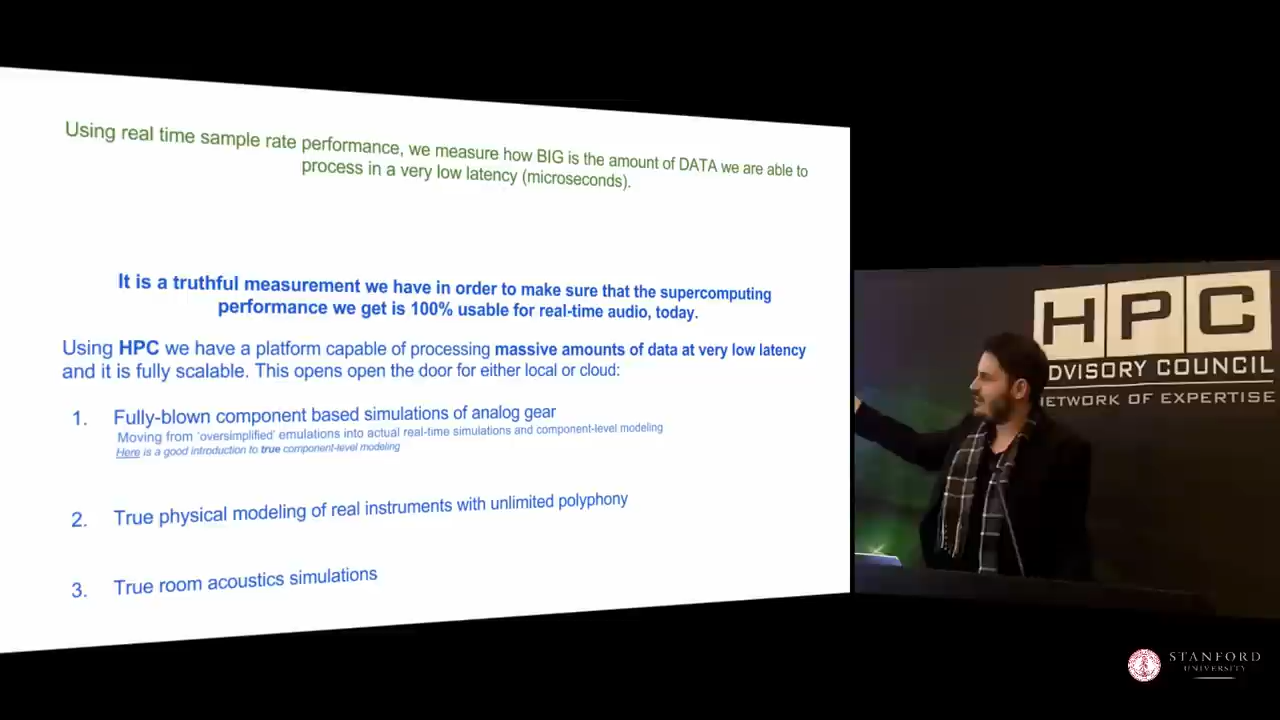 Using real time sample rate performance, we measure how BIG is the amount of DATA we are able to
process in a very low latency (microseconds).
It is a truthful measurement we have in order to make sure that the supercomputing
performance we get is 100% usable for real-time audio, today.
Using HPC we have a platform capable of processing massive amounts of data at very low latency
and it is fully scalable. This opens open the door for either local or cloud:
1. Fully-blown component based simulations of analog gear
Moving from 'oversimplified' emulations into actual real-time simulations and component-level modeling
Here is a good introduction to true component-level modeling
2. True physical modeling of real instruments with unlimited polyphony
3. True room acoustics simulations
HPC
DVISORY COUNCIL
NETWORK OF EXPERTISE
STANFORD
UNIVERSITY